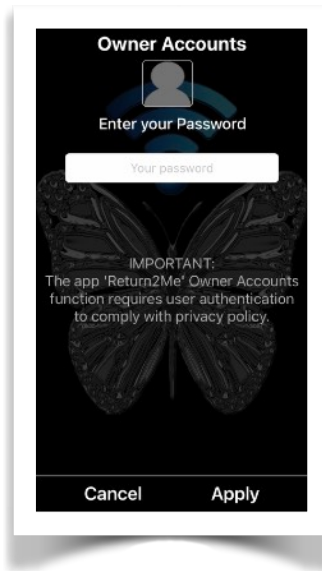 Owner Accounts
Enter your Password
Your password
IMPORTANT:
The app 'Return2Me' Owner Accounts
function requires user authentication
to comply with privacy policy.
Cancel Apply